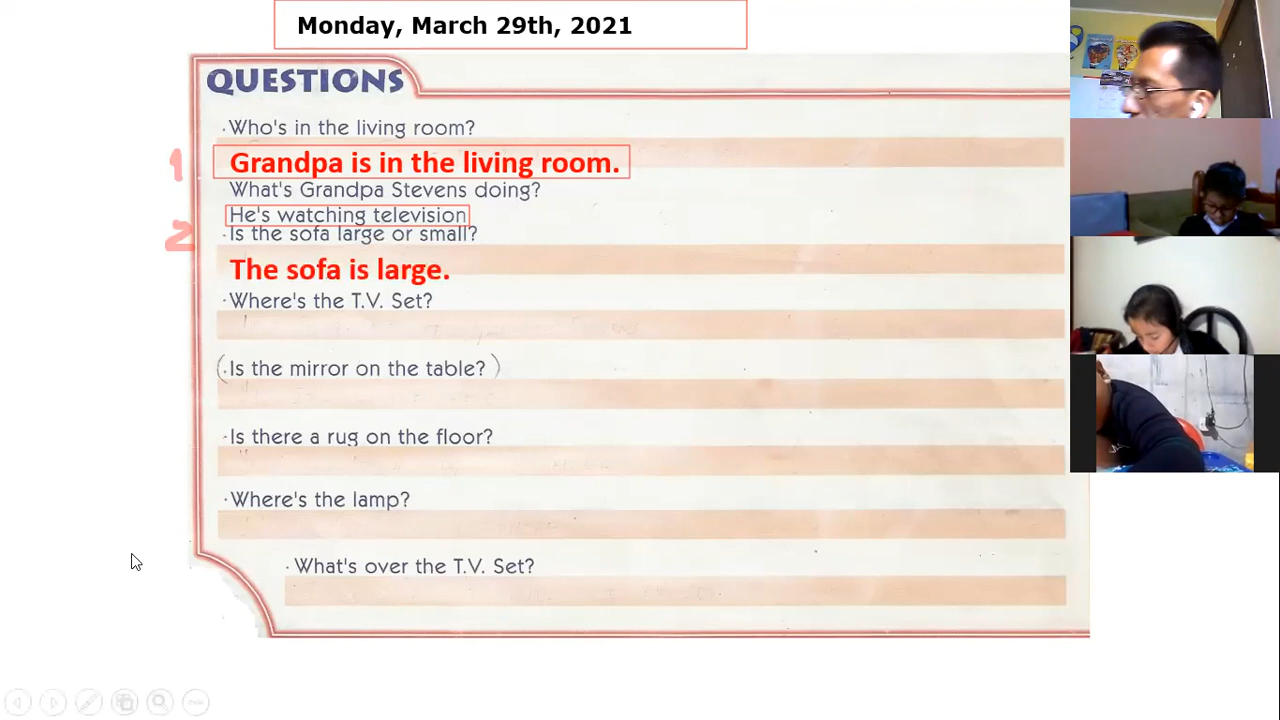 Monday, March 29th, 2021
QUESTIONS
· Who's in the living room?
1
Grandpa is in the living room.
What's Grandpa Stevens doing?
He's watching television
2
· Is the sofa large or small?
The sofa is large.
· Where's the T.V. Set?
(· Is the mirror on the table? )
· Is there a rug on the floor?
· Where's the lamp?
· What's over the T.V. Set?